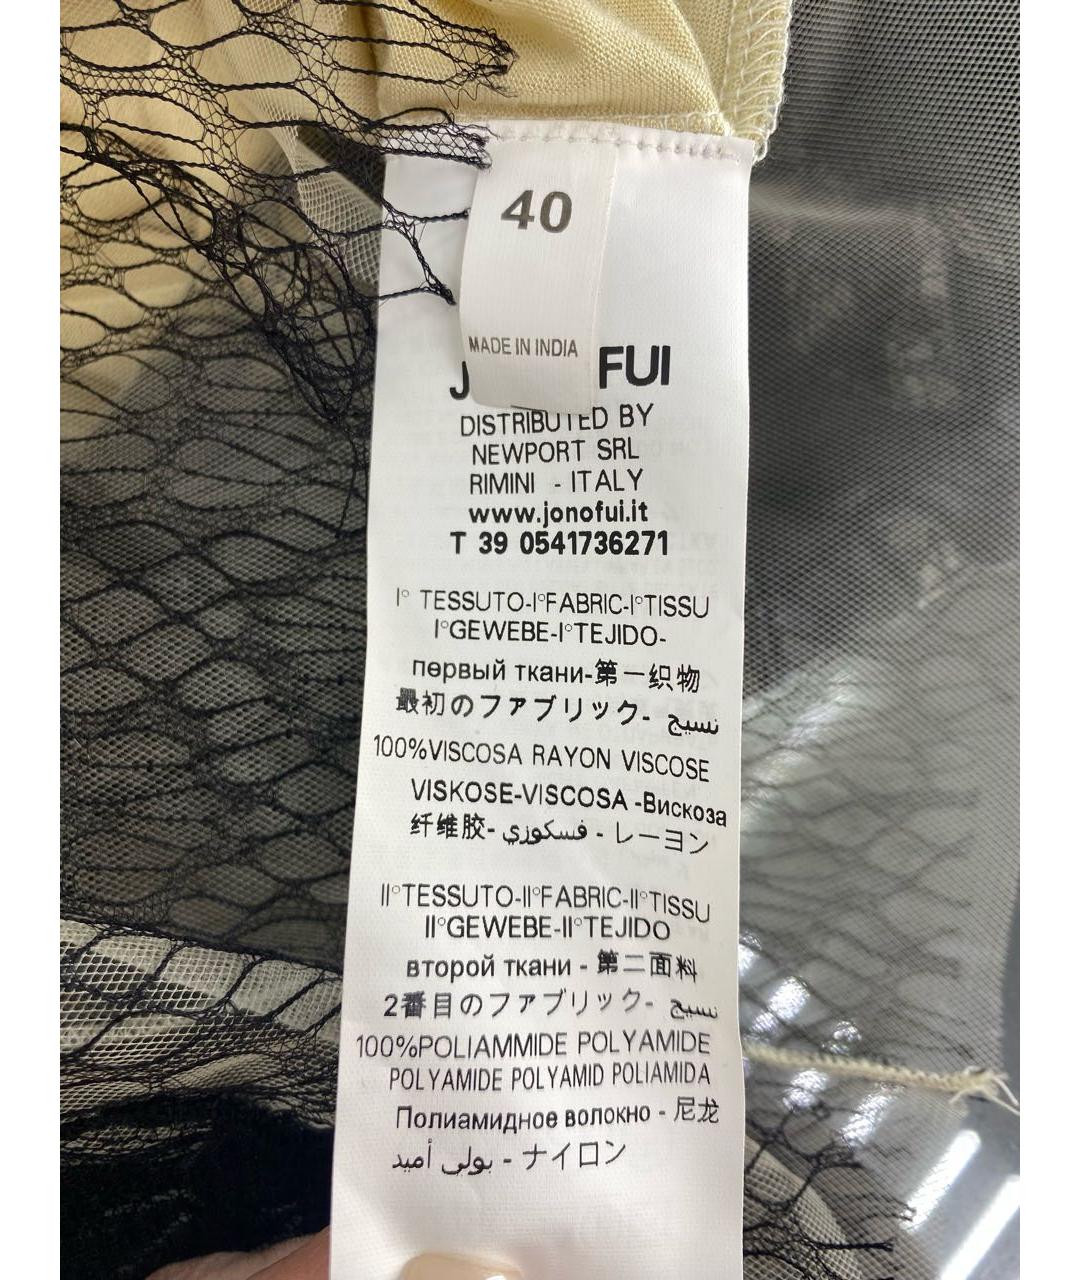 40
MADE IN INDIA
FUI
DISTRIBUTED BY
NEWPORT SRL
RIMINI - ITALY
www.jonofui.it
T 39 0541736271
I° TESSUTO-I°FABRIC-I°TISSU
I°GEWEBE-I°TEJIDO-
первый ткани-第一织物
最初のファブリック- نسيج
100%VISCOSA RAYON VISCOSE
VISKOSE-VISCOSA -Вискоза
纤维胶- فسكوزي - レーヨン
II°TESSUTO-II°FABRIC-II°TISSU
II°GEWEBE-II°TEJIDO
второй ткани - 第二面料
2番目のファブリック- نسيج
100%POLIAMMIDE POLYAMIDE
POLYAMIDE POLYAMID POLIAMIDA
Полиамидное волокно - 尼龙
بولي أميد - ナイロン